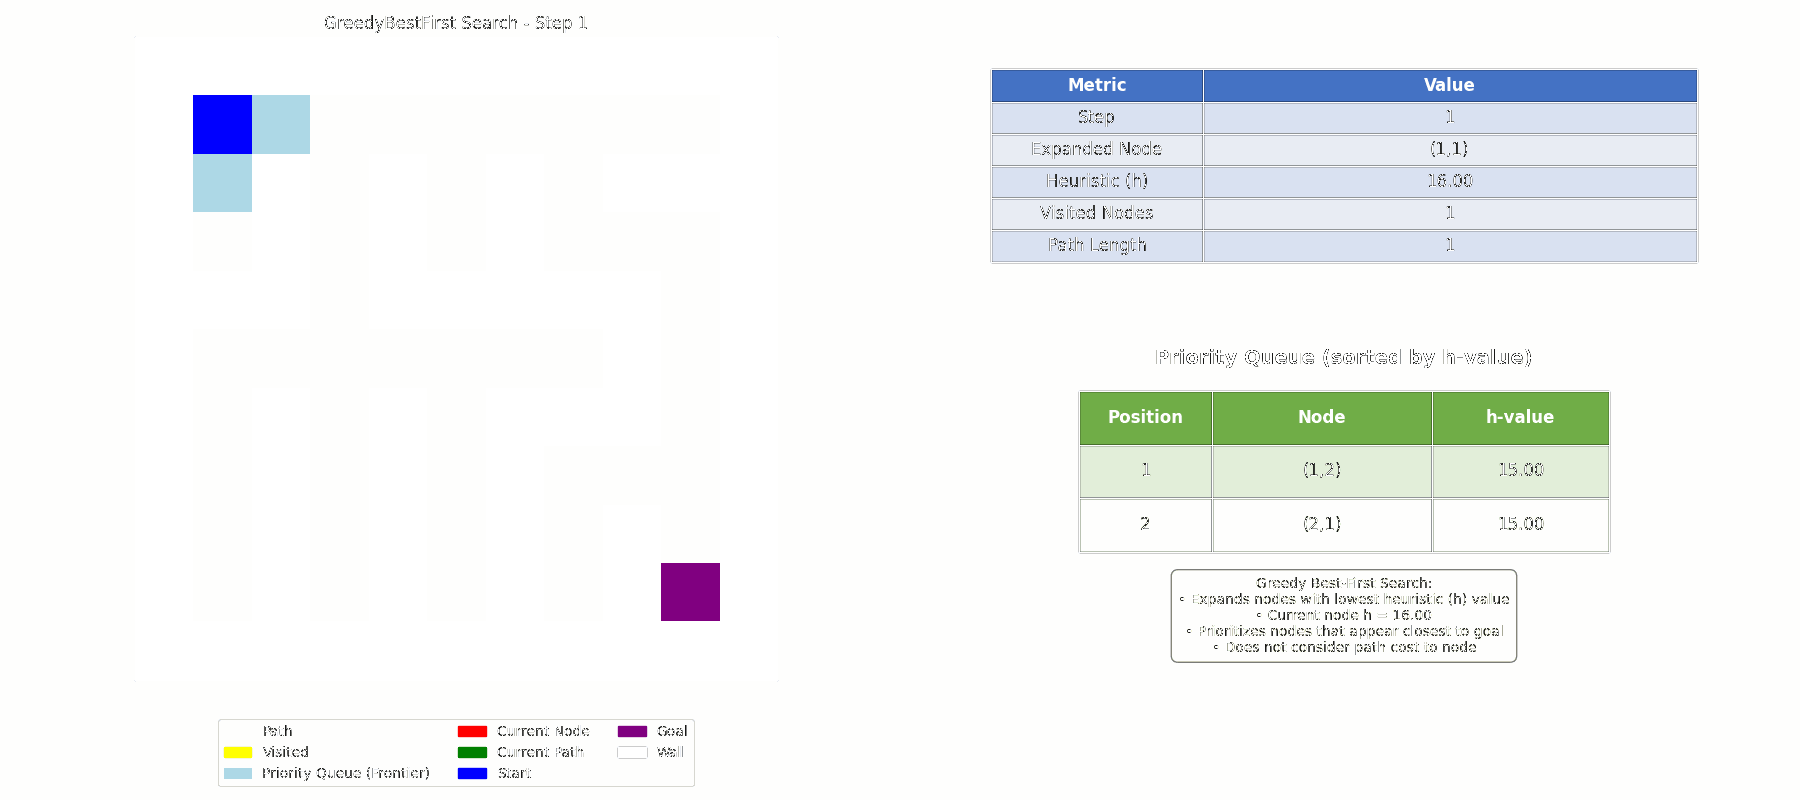 GreedyBestFirst Search - Step 1
Metric Value
Step 1
Expanded Node (1,1)
Heuristic (h) 16.00
Visited Nodes 1
Path Length 1
Priority Queue (sorted by h-value)
Position Node h-value
1 (1,2) 15.00
2 (2,1) 15.00
Greedy Best-First Search:
◦ Expands nodes with lowest heuristic (h) value
◦ Current node h = 16.00
◦ Prioritizes nodes that appear closest to goal
◦ Does not consider path cost to node
Path Current Node Goal
Visited Current Path Wall
Priority Queue (Frontier) Start